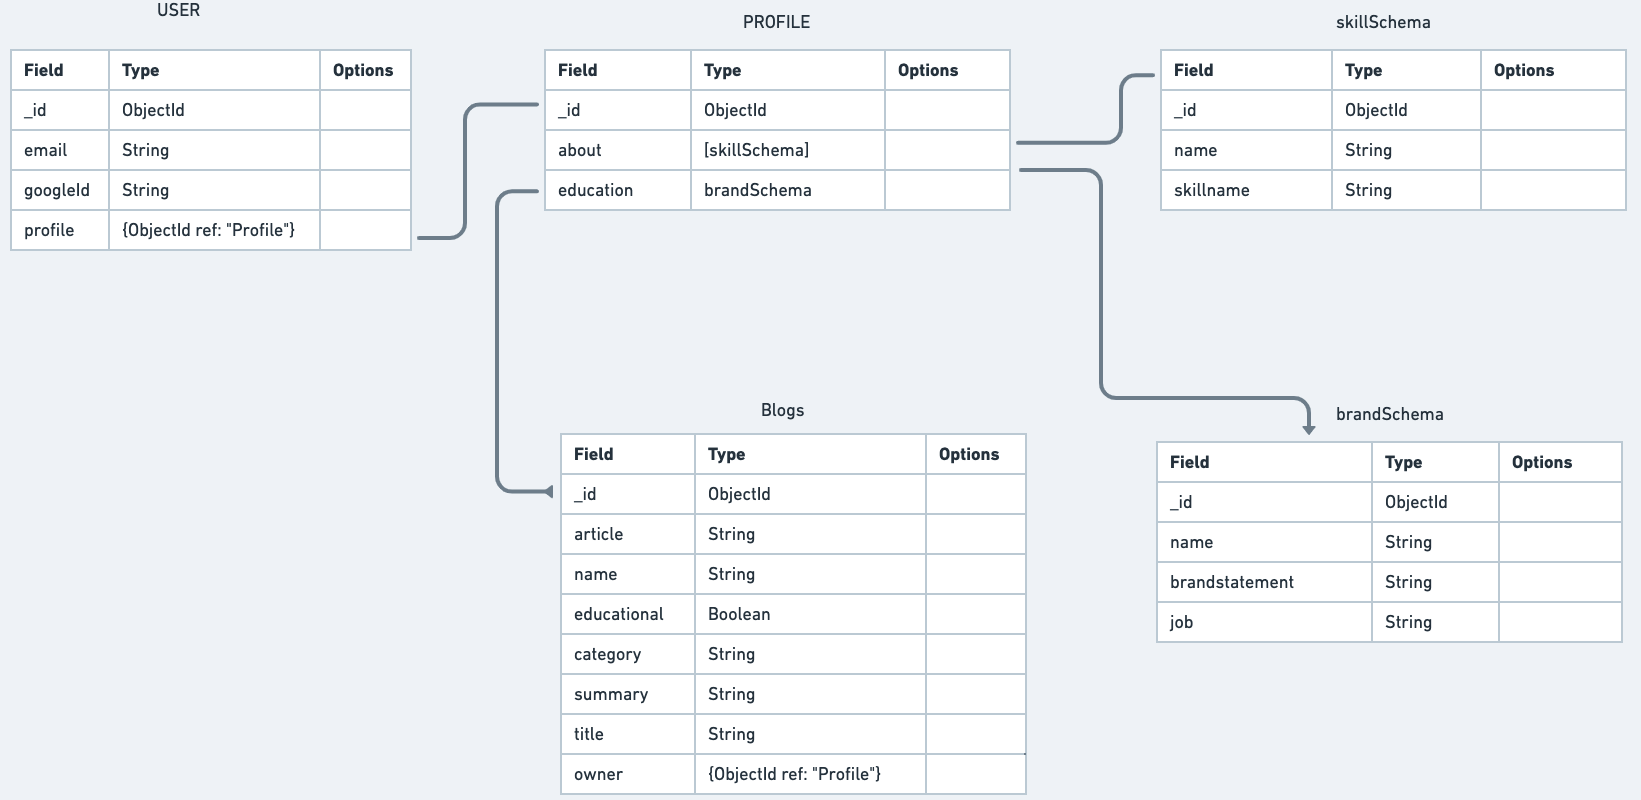 USER
Field Type Options
_id ObjectId
email String
googleId String
profile {ObjectId ref: "Profile"}
PROFILE
Field Type Options
_id ObjectId
about [skillSchema]
education brandSchema
skillSchema
Field Type Options
_id ObjectId
name String
skillname String
Blogs
Field Type Options
_id ObjectId
article String
name String
educational Boolean
category String
summary String
title String
owner {ObjectId ref: "Profile"}
brandSchema
Field Type Options
_id ObjectId
name String
brandstatement String
job String